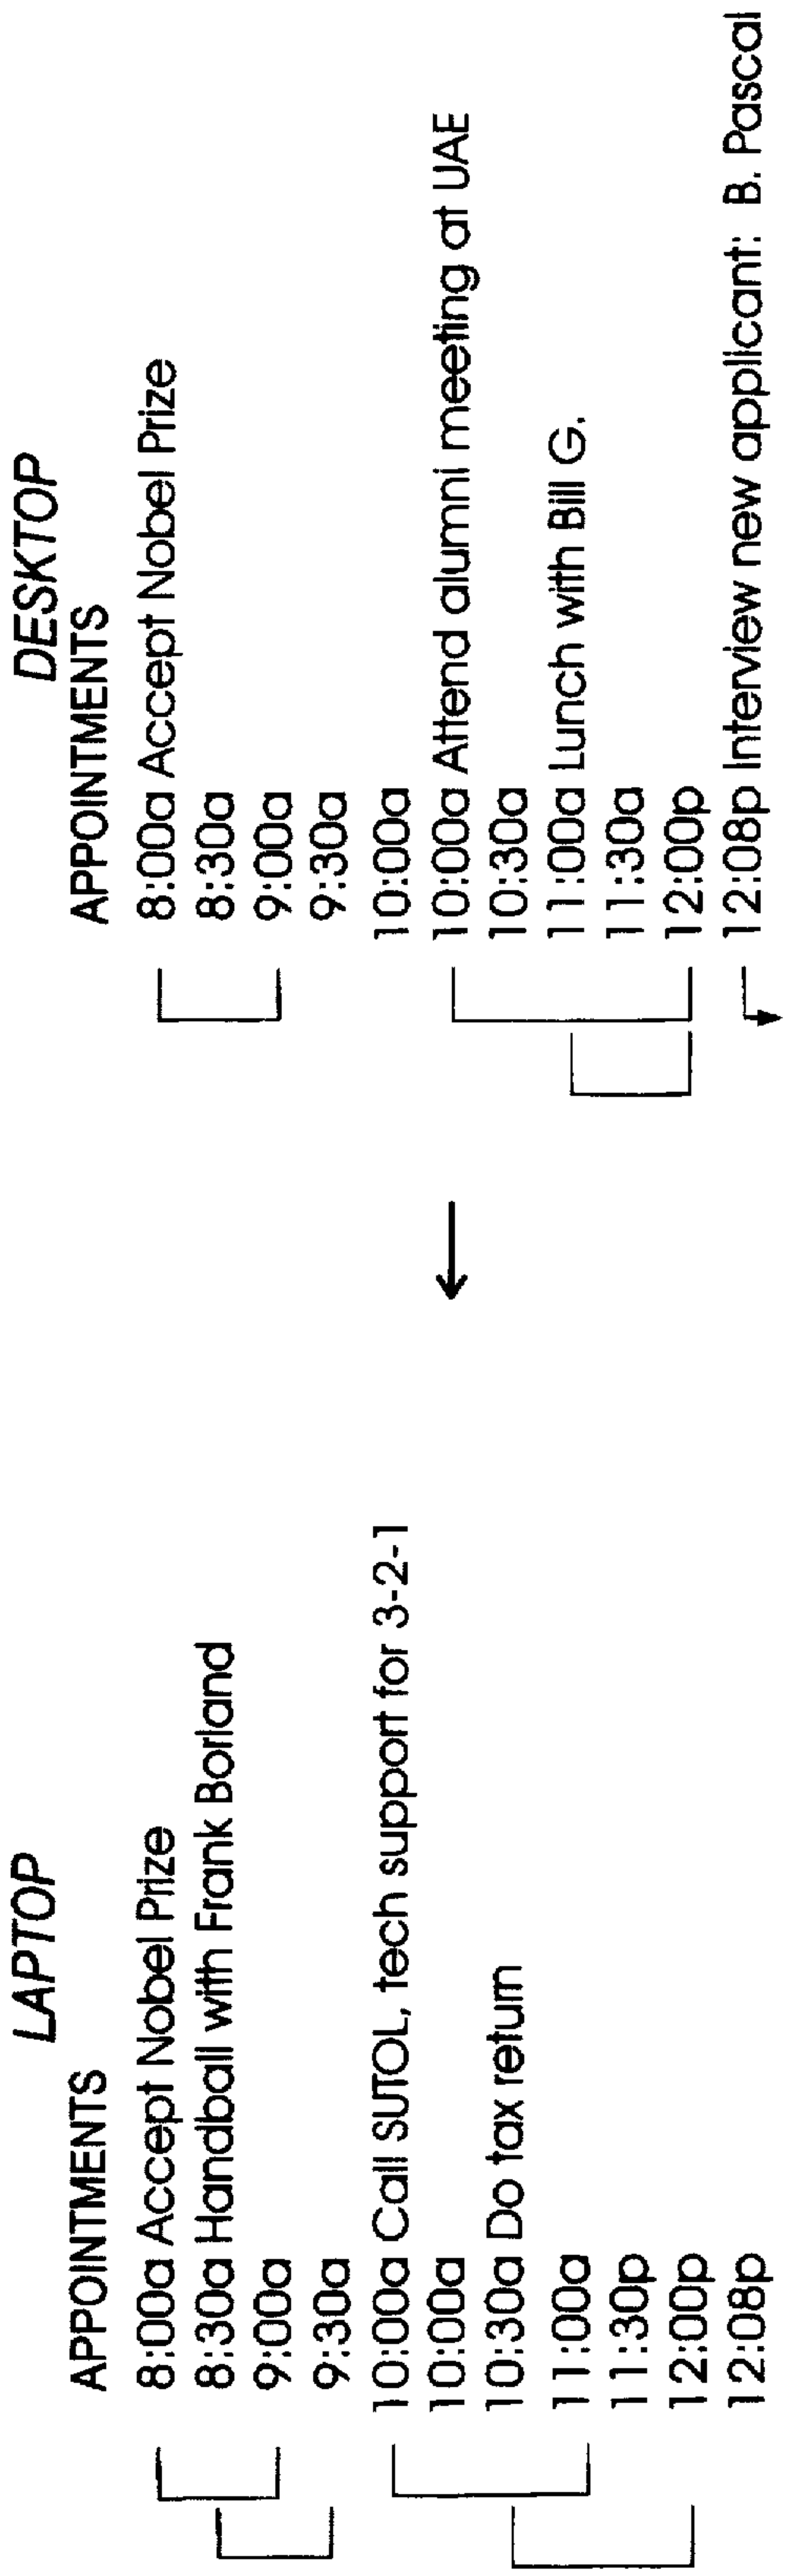 LAPTOP
APPOINTMENTS
8:00a Accept Nobel Prize
8:30a Handball with Frank Borland
9:00a
9:30a
10:00a Call SUTOL, tech support for 3-2-1
10:00a
10:30a Do tax return
11:00a
11:30p
12:00p
12:08p
DESKTOP
APPOINTMENTS
8:00a Accept Nobel Prize
8:30a
9:00a
9:30a
10:00a
10:00a Attend alumni meeting at UAE
10:30a
11:00a Lunch with Bill G.
11:30a
12:00p
12:08p Interview new applicant: B. Pascal